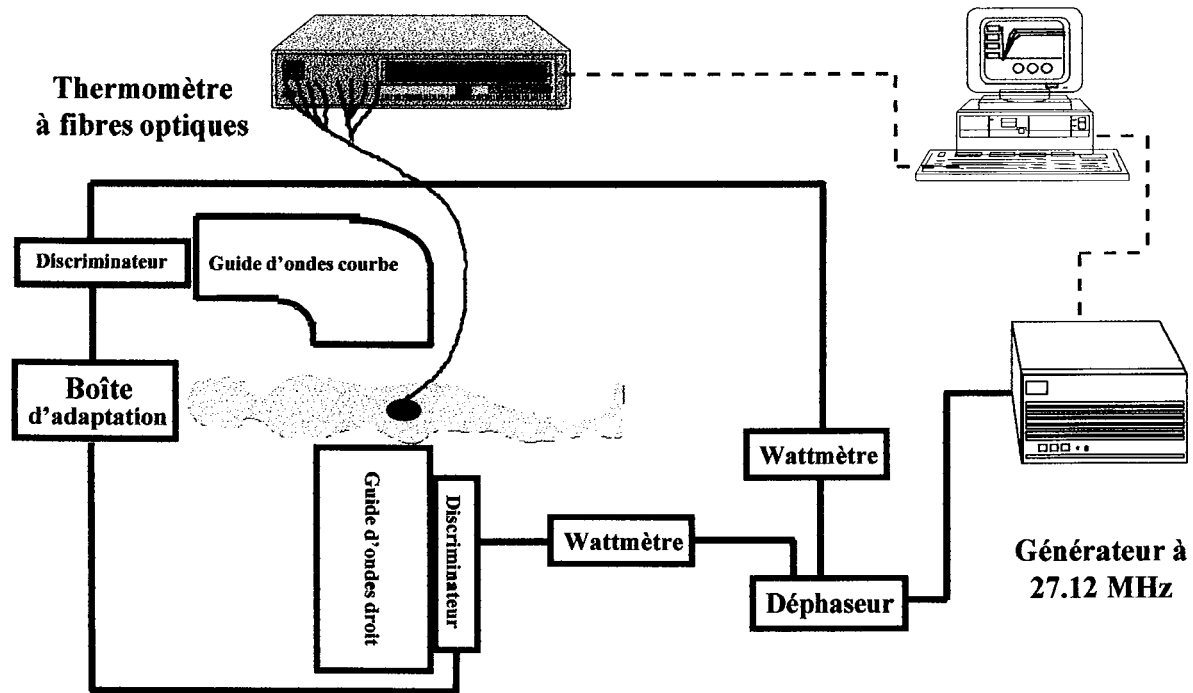 Thermomètre
à fibres optiques
Discriminateur
Guide d'ondes courbe
Boîte
d'adaptation
Guide d'ondes droit
Discriminateur
Wattmètre
Wattmètre
Déphaseur
Générateur à
27.12 MHz